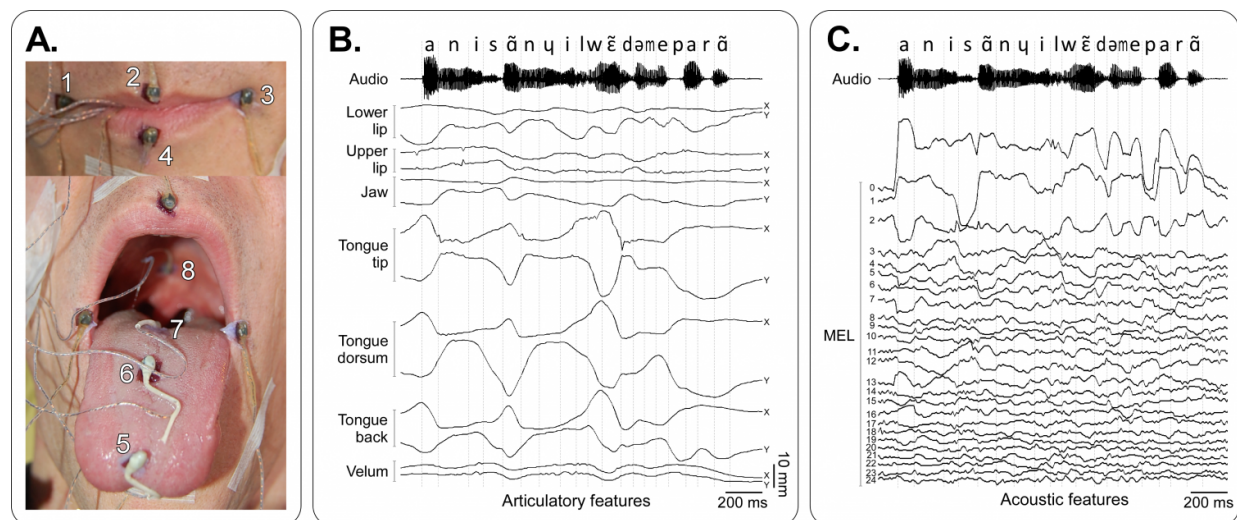 A.
1
2
3
4
8
7
6
5
B.
a n i s ɑ̃ n ɥ i l w ɛ̃ d ə m e p a r ɑ̃
Audio
Lower
lip
X
Y
Upper
lip
X
Y
Jaw
X
Y
Tongue
tip
X
Y
Tongue
dorsum
X
Y
Tongue
back
X
Y
Velum
X
Y
10 mm
Articulatory features
200 ms
C.
a n i s ɑ̃ n ɥ i l w ɛ̃ d ə m e p a r ɑ̃
Audio
MEL
0
1
2
3
4
5
6
7
8
9
10
11
12
13
14
15
16
17
18
19
20
21
22
23
24
Acoustic features
200 ms